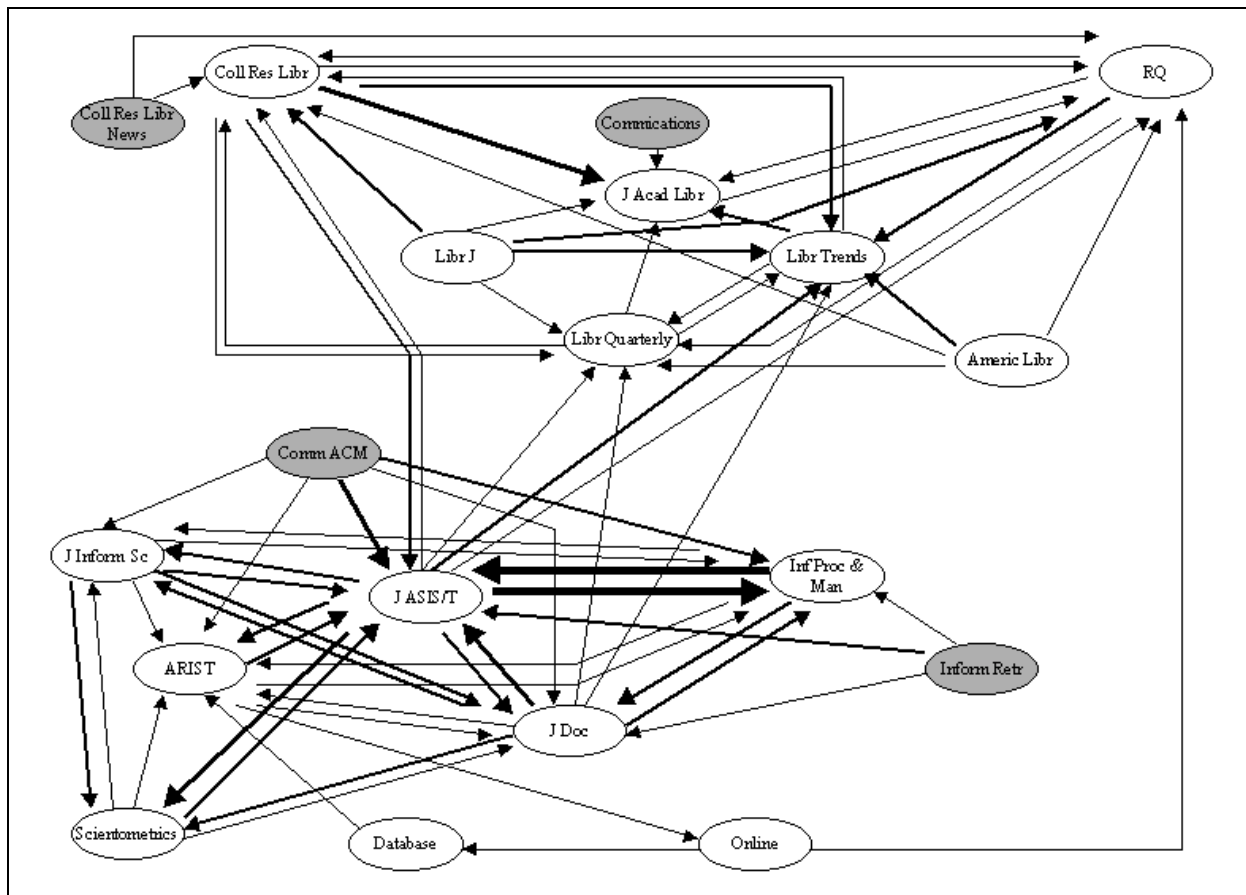 Coll Res Libr
RQ
Coll Res Libr
News
Commications
J Acad Libr
Libr J
Libr Trends
Libr Quarterly
Americ Libr
Comm ACM
J Inform Sc
Inf Proc &
Man
J ASIS/T
ARIST
Inform Retr
J Doc
Scientometrics
Database
Online